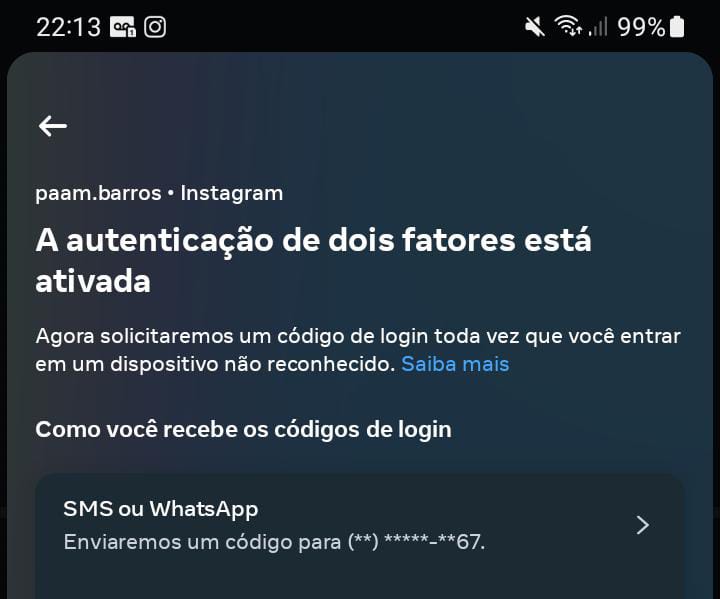 22:13 99%
paam.barros • Instagram
A autenticação de dois fatores está
ativada
Agora solicitaremos um código de login toda vez que você entrar
em um dispositivo não reconhecido. Saiba mais
Como você recebe os códigos de login
SMS ou WhatsApp
Enviaremos um código para (**) *****-**67.